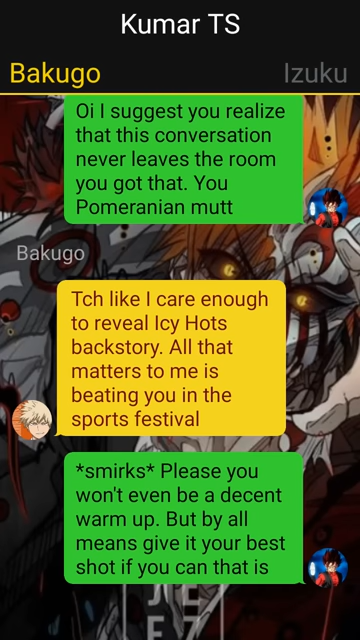 Kumar TS
Bakugo
Izuku
Oi I suggest you realize
that this conversation
never leaves the room
you got that. You
Pomeranian mutt
Bakugo
Tch like I care enough
to reveal Icy Hots
backstory. All that
matters to me is
beating you in the
sports festival
*smirks* Please you
won't even be a decent
warm up. But by all
means give it your best
shot if you can that is